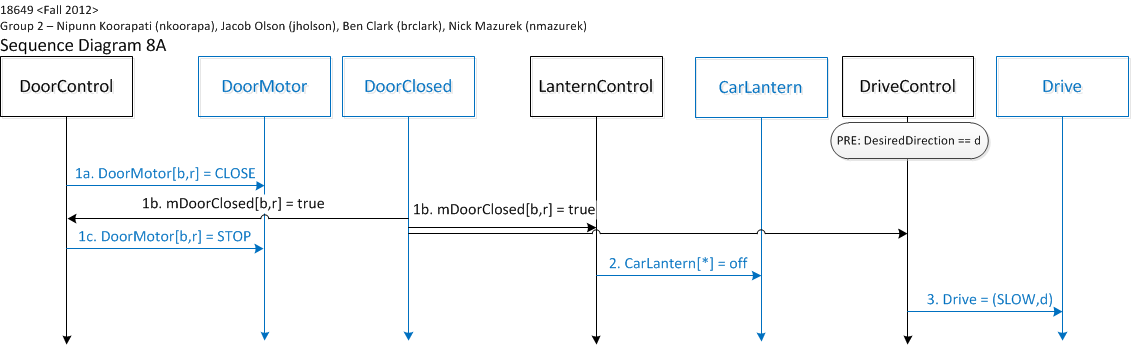 18649 <Fall 2012>
Group 2 – Nipunn Koorapati (nkoorapa), Jacob Olson (jholson), Ben Clark (brclark), Nick Mazurek (nmazurek)
Sequence Diagram 8A
DoorControl
DoorMotor
DoorClosed
LanternControl
CarLantern
DriveControl
Drive
PRE: DesiredDirection == d
1a. DoorMotor[b,r] = CLOSE
1b. mDoorClosed[b,r] = true
1b. mDoorClosed[b,r] = true
1c. DoorMotor[b,r] = STOP
2. CarLantern[*] = off
3. Drive = (SLOW,d)